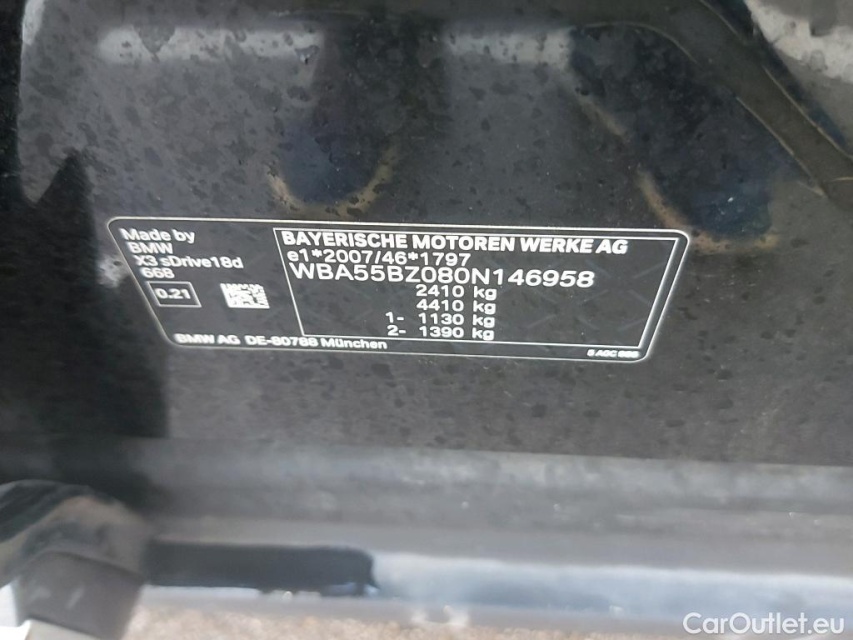 Made by
BMW
X3 sDrive18d
668
0.21
BAYERISCHE MOTOREN WERKE AG
e1*2007/46*1797
WBA55BZ080N146958
2410 kg
4410 kg
1- 1130 kg
2- 1390 kg
BMW AG DE-80788 München
CarOutlet.eu